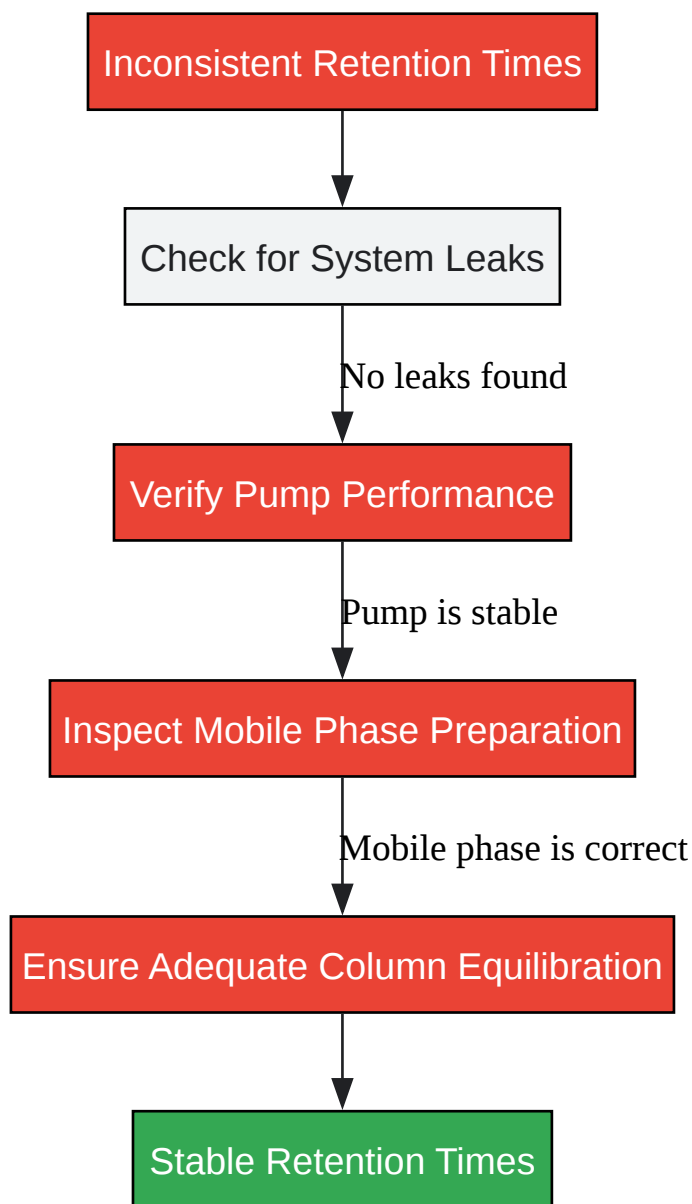 Inconsistent Retention Times
Check for System Leaks
No leaks found
Verify Pump Performance
Pump is stable
Inspect Mobile Phase Preparation
Mobile phase is correct
Ensure Adequate Column Equilibration
Stable Retention Times